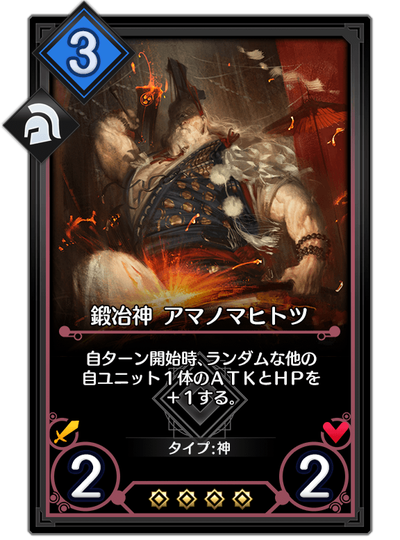 3
鍛冶神 アマノマヒトツ
自ターン開始時、ランダムな他の
自ユニット1体のATKとHPを
+1する。
タイプ:神
2
2